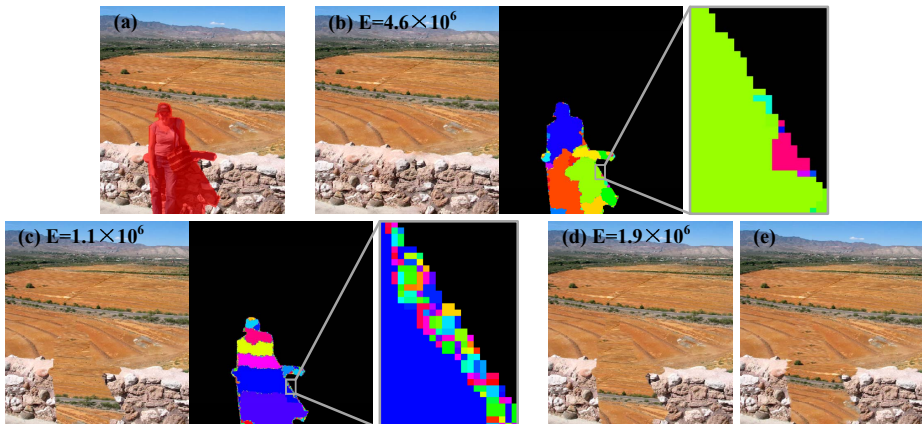 (a)
(b) E=4.6×10⁶
(c) E=1.1×10⁶
(d) E=1.9×10⁶
(e)